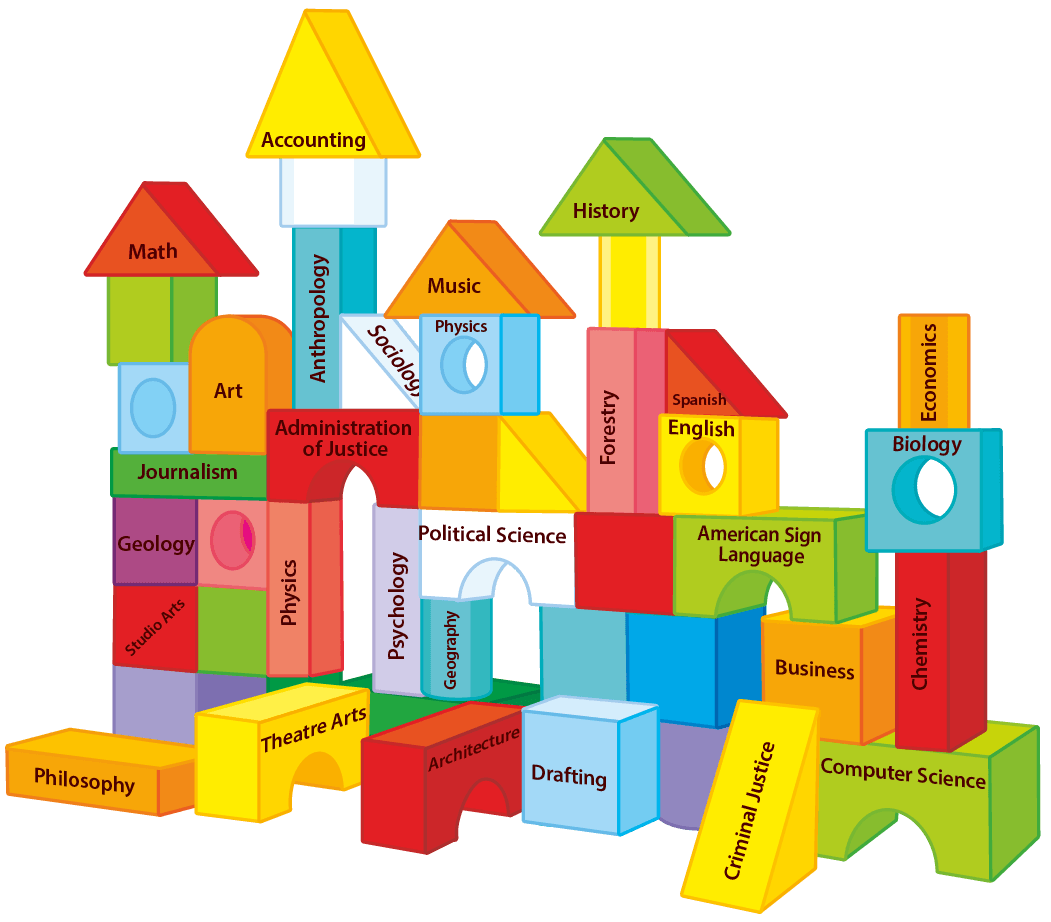 Accounting
History
Math
Music
Anthropology
Sociology
Physics
Economics
Art
Forestry
Spanish
Administration
of Justice
English
Biology
Journalism
Geology
Political Science
American Sign
Language
Physics
Psychology
Studio Arts
Geography
Chemistry
Business
Theatre Arts
Architecture
Philosophy
Drafting
Criminal Justice
Computer Science